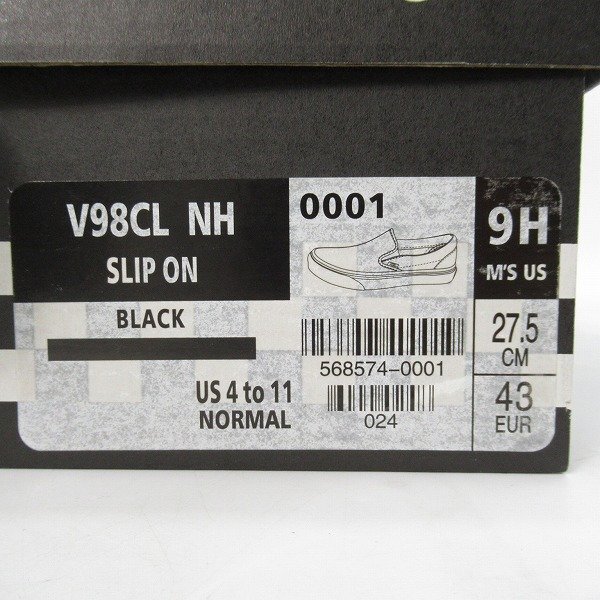 V98CL NH
SLIP ON
BLACK
US 4 to 11
NORMAL
0001
568574-0001
024
9H
M'S US
27.5
CM
43
EUR